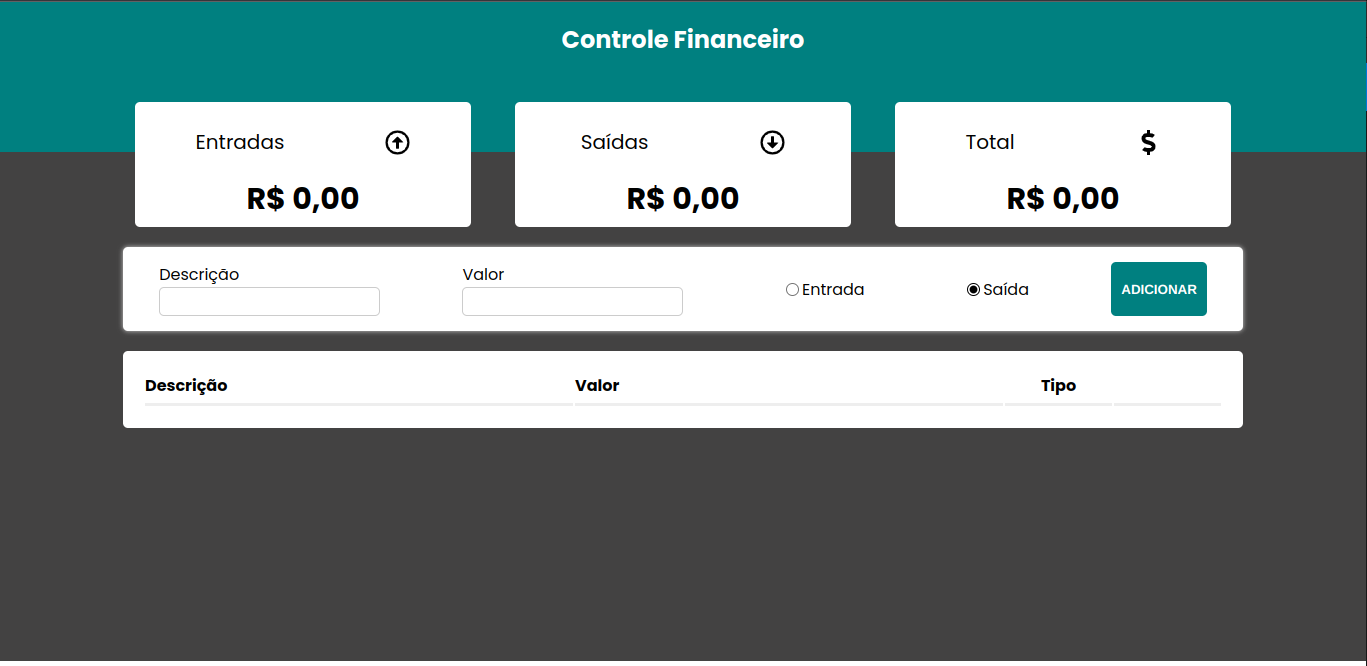 Controle Financeiro
Entradas
R$ 0,00
Saídas
R$ 0,00
Total
$
R$ 0,00
Descrição
Valor
Entrada
Saída
ADICIONAR
Descrição Valor Tipo